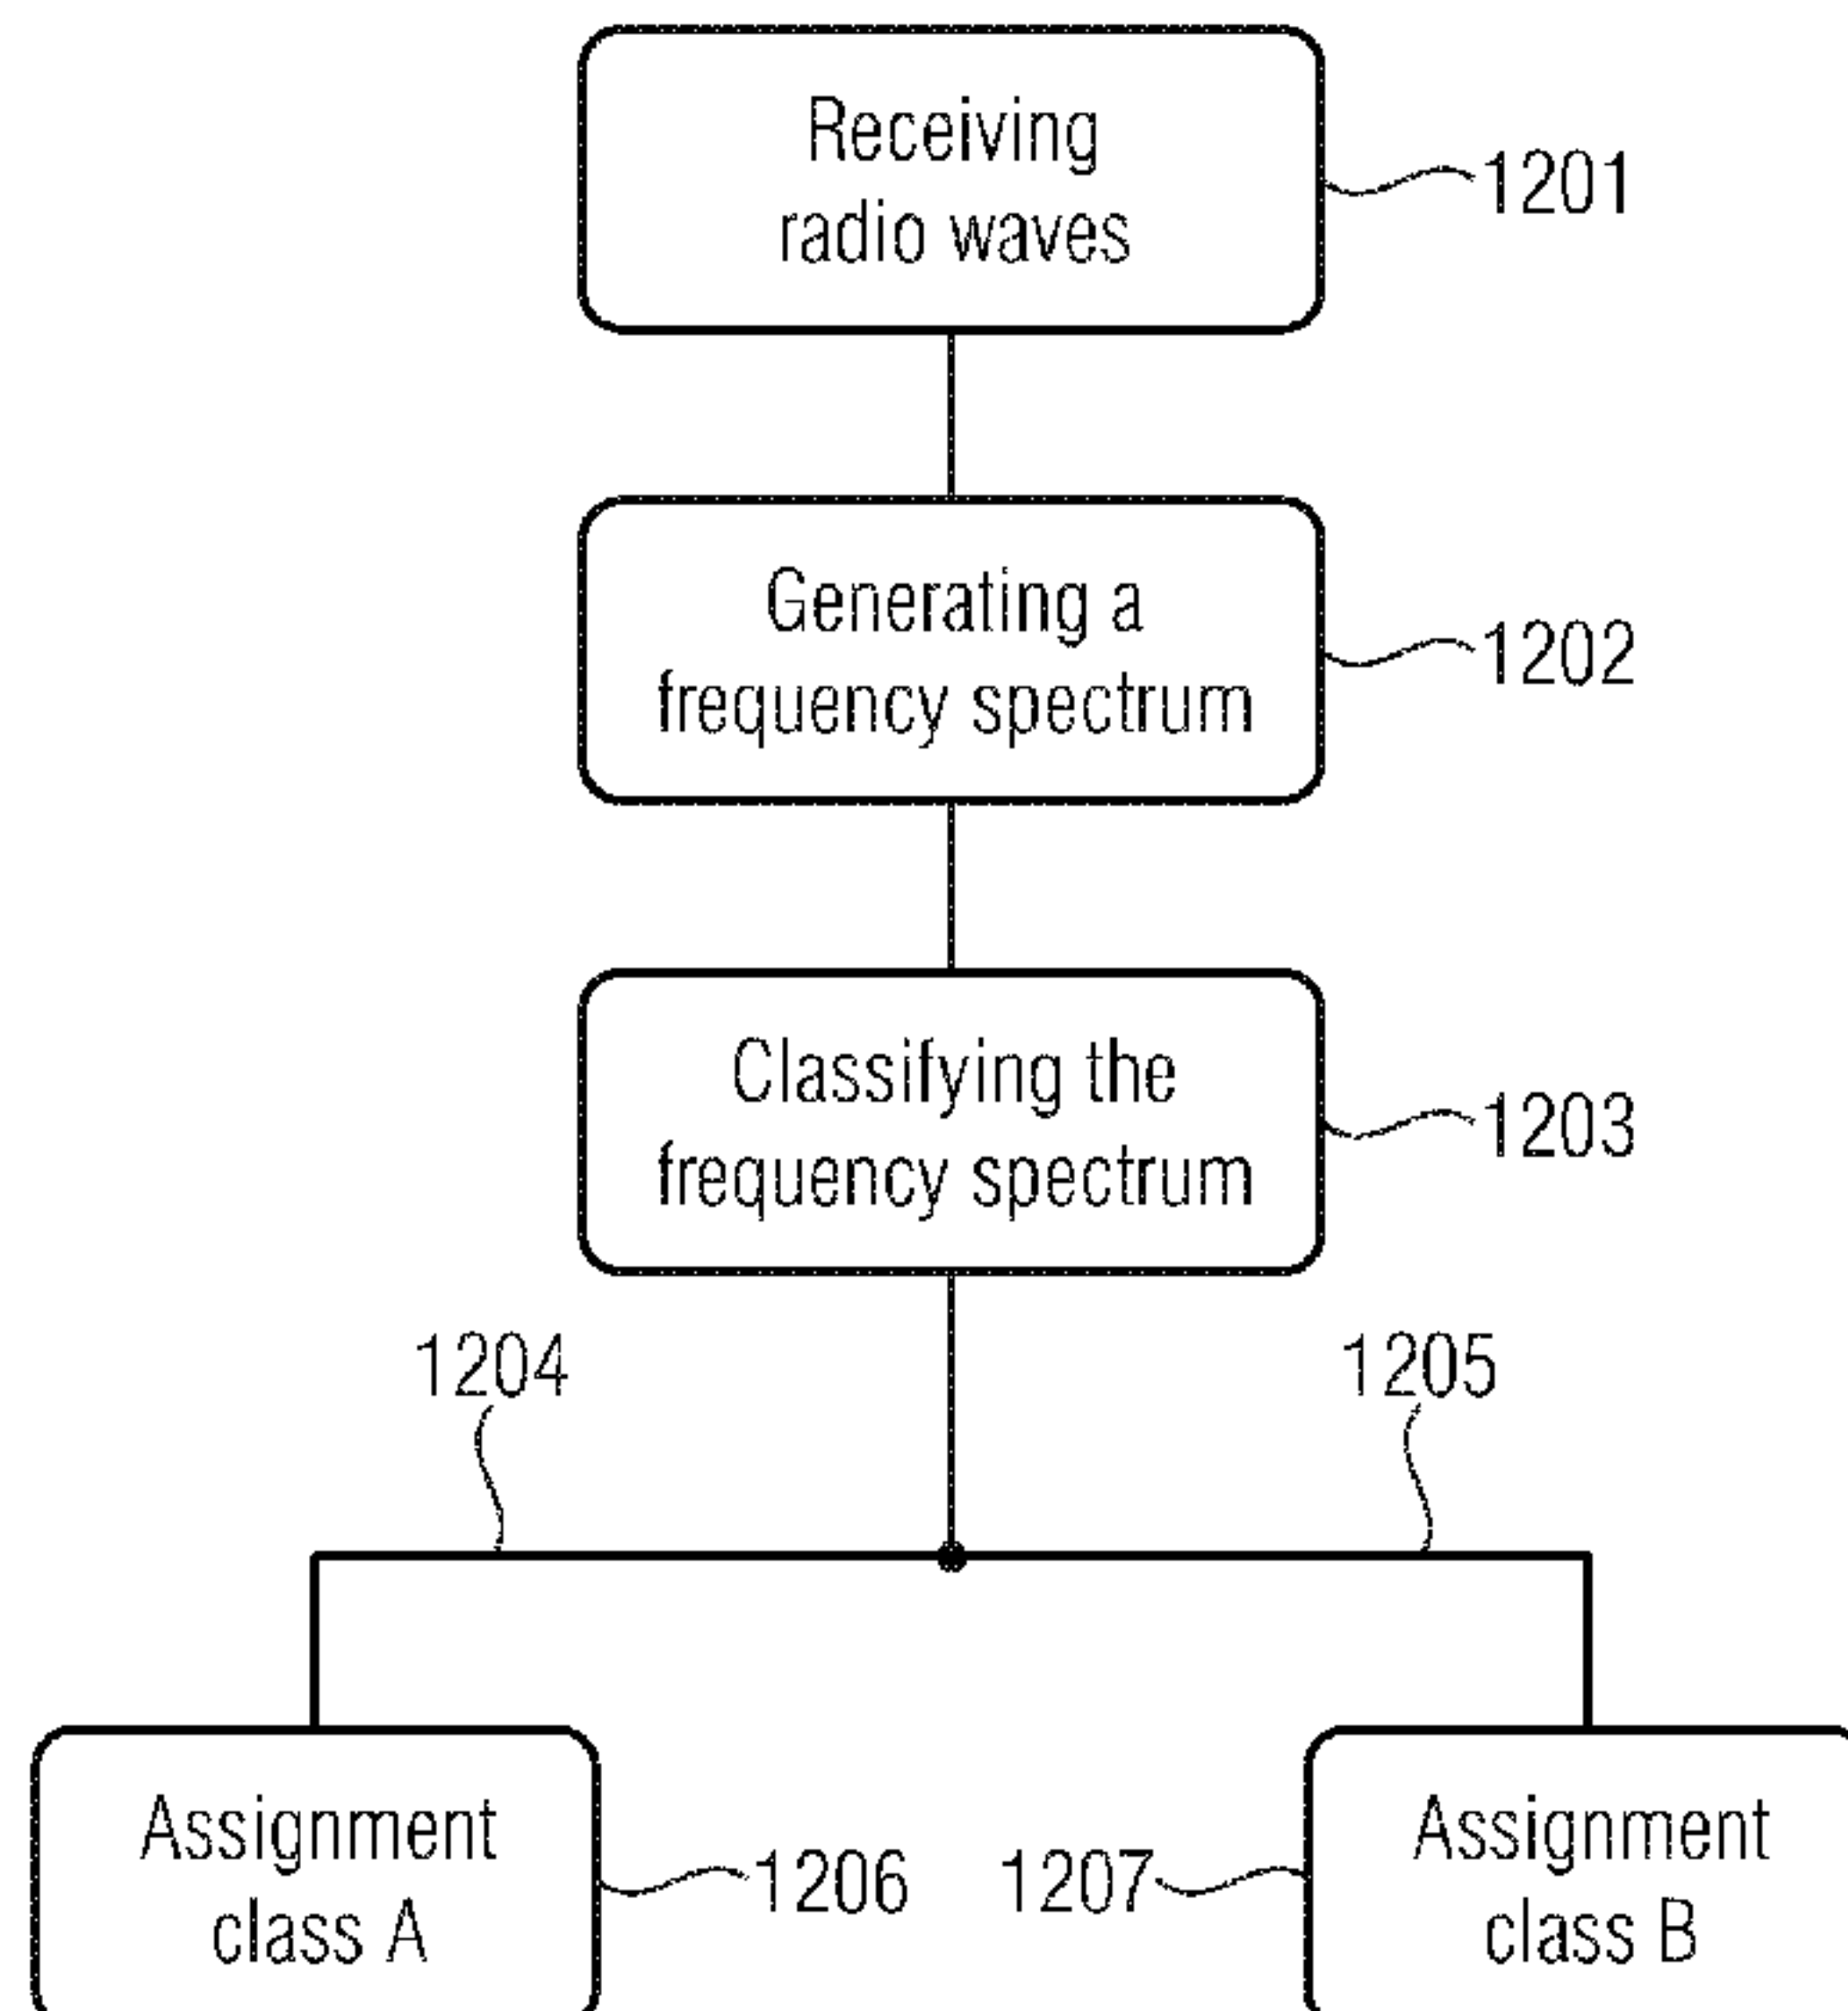 Receiving
radio waves
1201
Generating a
frequency spectrum
1202
Classifying the
frequency spectrum
1203
1204
1205
Assignment
class A
1206
1207
Assignment
class B